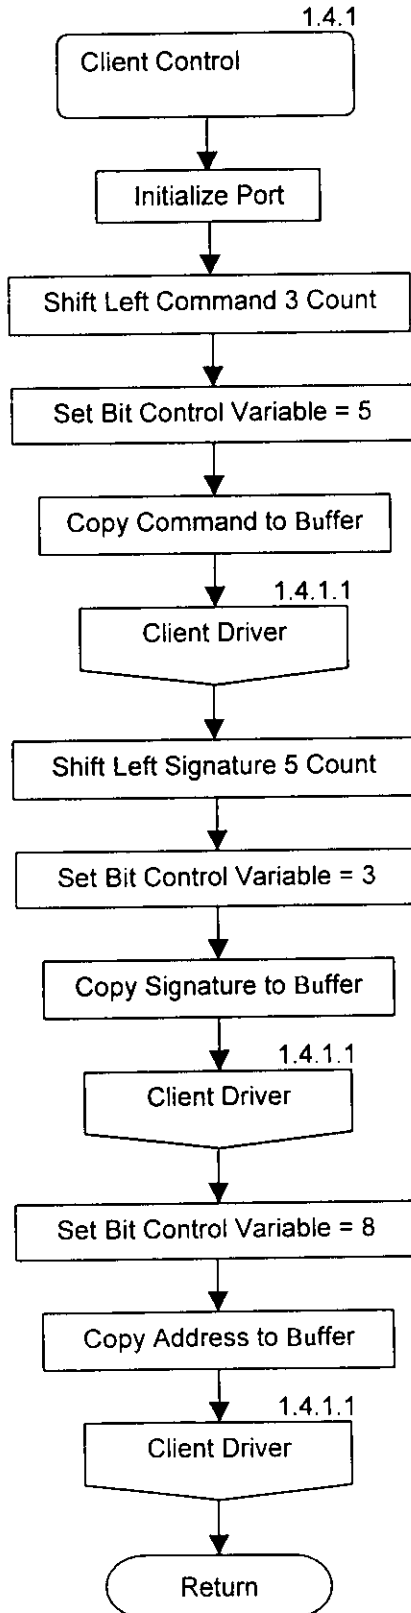 1.4.1
Client Control
Initialize Port
Shift Left Command 3 Count
Set Bit Control Variable = 5
Copy Command to Buffer
1.4.1.1
Client Driver
Shift Left Signature 5 Count
Set Bit Control Variable = 3
Copy Signature to Buffer
1.4.1.1
Client Driver
Set Bit Control Variable = 8
Copy Address to Buffer
1.4.1.1
Client Driver
Return